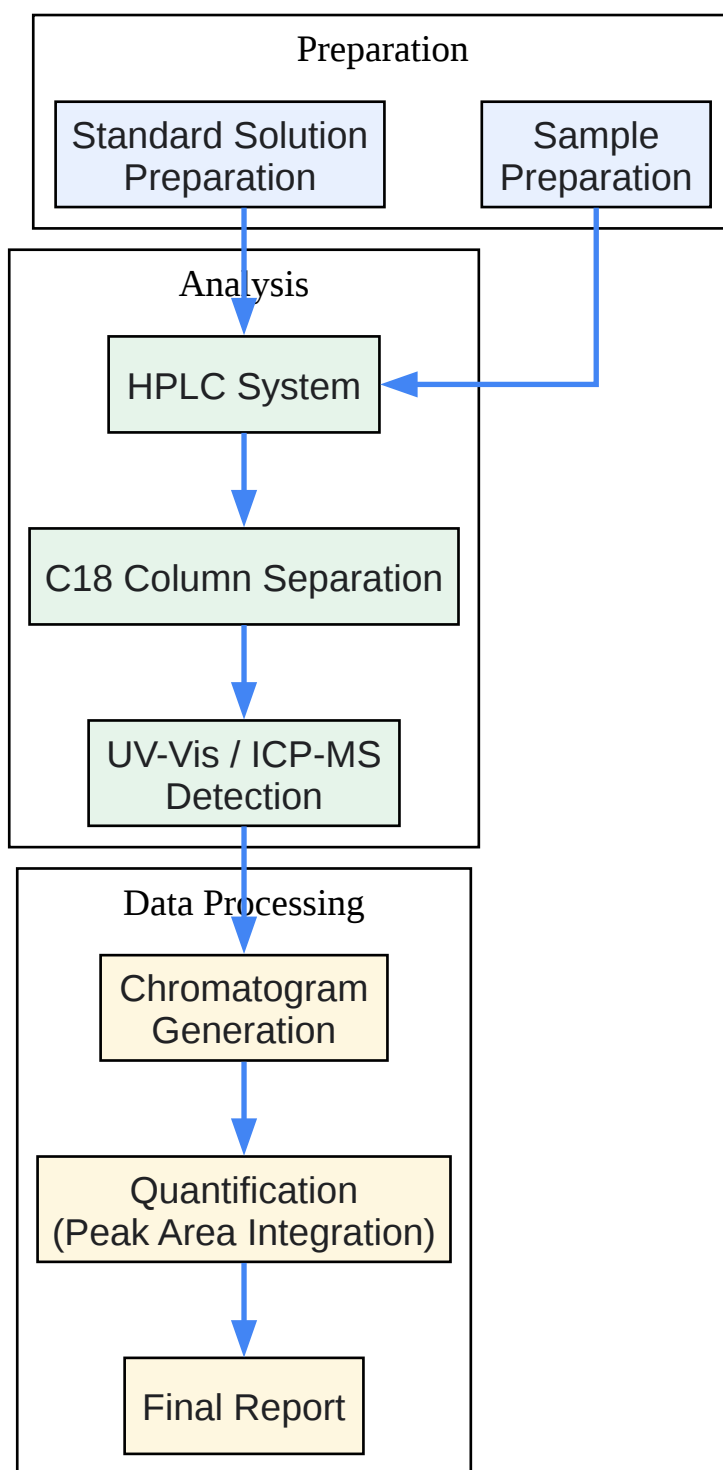 Preparation
Standard Solution
Preparation
Sample
Preparation
Analysis
HPLC System
C18 Column Separation
UV-Vis / ICP-MS
Detection
Data Processing
Chromatogram
Generation
Quantification
(Peak Area Integration)
Final Report